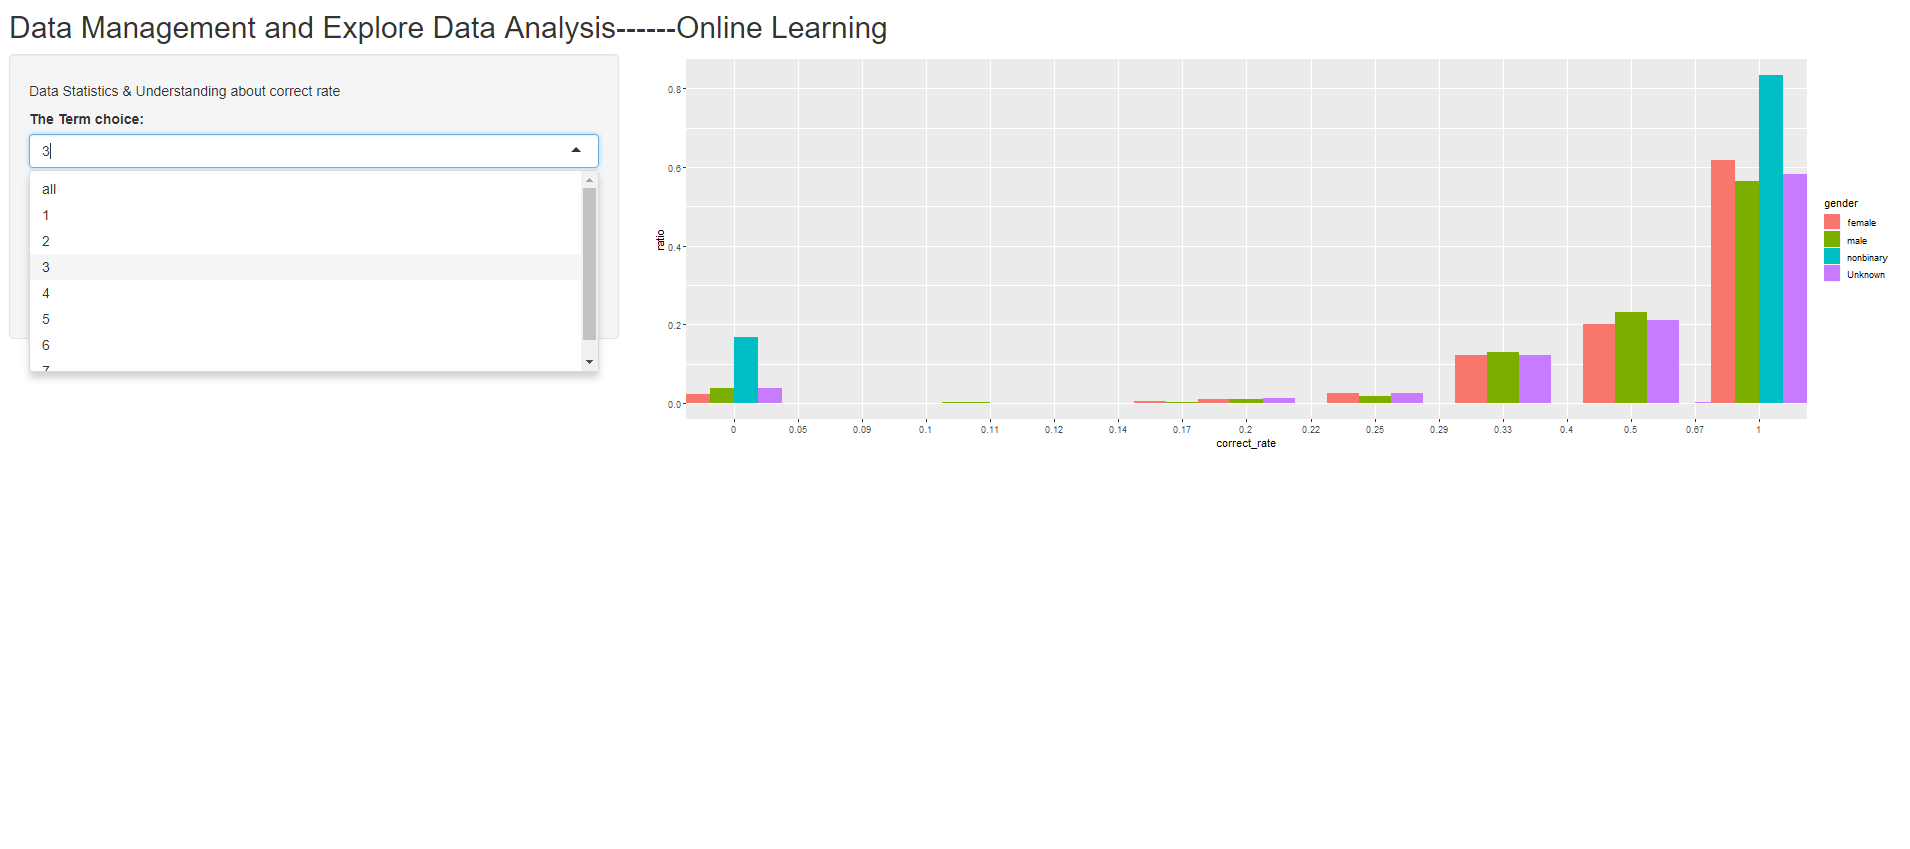 Data Management and Explore Data Analysis------Online Learning
Data Statistics & Understanding about correct rate
The Term choice:
3
all
1
2
3
4
5
6
7
ratio
0.8
0.6
0.4
0.2
0.0
0 0.05 0.09 0.1 0.11 0.12 0.14 0.17 0.2 0.22 0.25 0.29 0.33 0.4 0.5 0.67 1
correct_rate
gender
female
male
nonbinary
Unknown